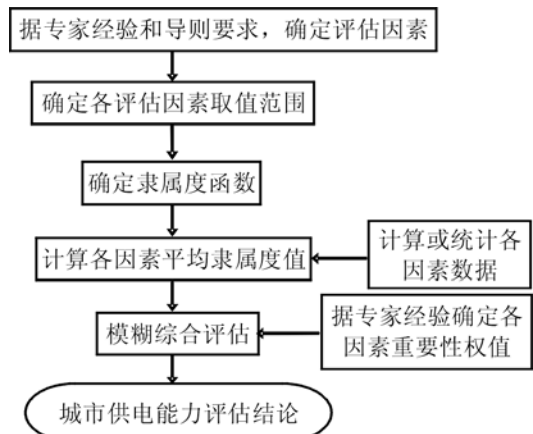 据专家经验和导则要求，确定评估因素
确定各评估因素取值范围
确定隶属度函数
计算各因素平均隶属度值
计算或统计各
因素数据
模糊综合评估
据专家经验确定各
因素重要性权值
城市供电能力评估结论